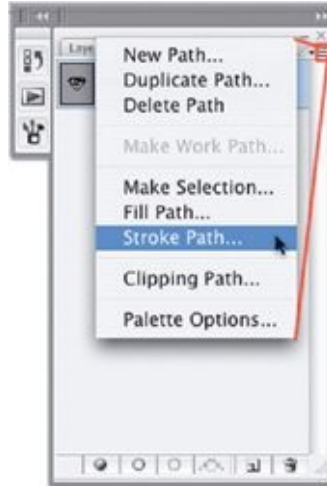 Laye
New Path...
Duplicate Path...
Delete Path
Make Work Path...
Make Selection...
Fill Path...
Stroke Path...
Clipping Path...
Palette Options...